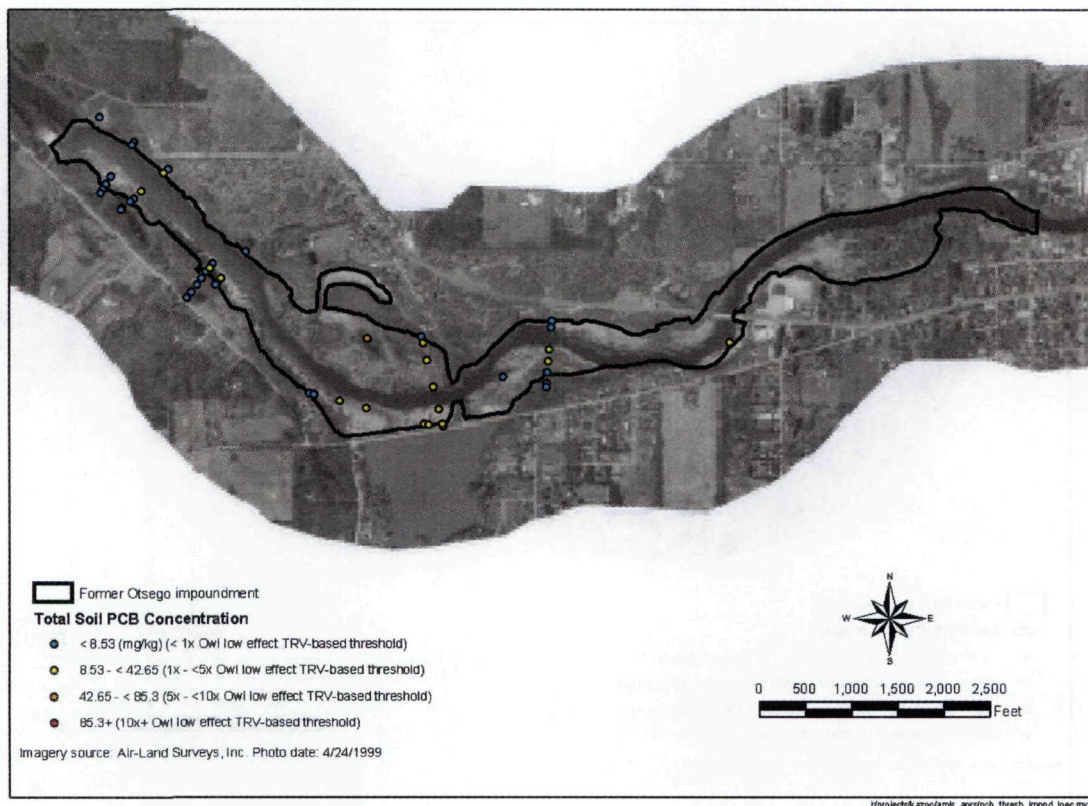 Former Otsego impoundment
Total Soil PCB Concentration
< 8.53 (mg/kg) (< 1x Owl low effect TRV-based threshold)
8.53 - < 42.65 (1x - <5x Owl low effect TRV-based threshold)
42.65 - < 85.3 (5x - <10x Owl low effect TRV-based threshold)
85.3+ (10x+ Owl low effect TRV-based threshold)
Imagery source: Air-Land Surveys, Inc. Photo date: 4/24/1999
N
W E
S
0 500 1,000 1,500 2,000 2,500
Feet